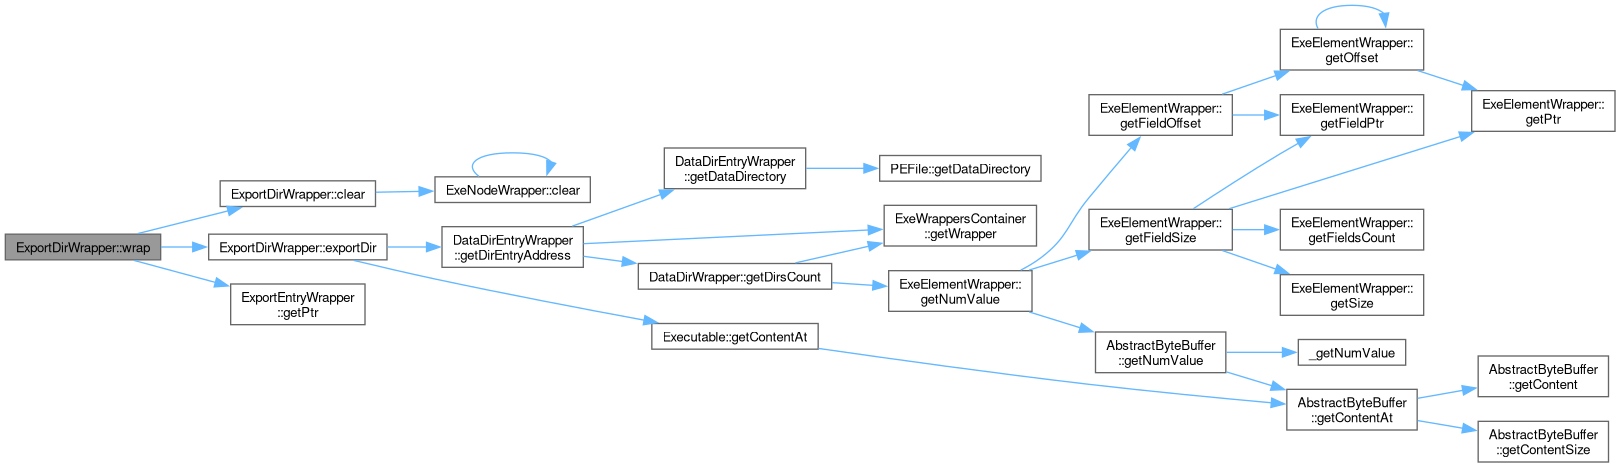 ExportDirWrapper::wrap
ExportDirWrapper::clear
ExeNodeWrapper::clear
ExportDirWrapper::exportDir
DataDirEntryWrapper
::getDirEntryAddress
DataDirEntryWrapper
::getDataDirectory
PEFile::getDataDirectory
ExeWrappersContainer
::getWrapper
DataDirWrapper::getDirsCount
ExeElementWrapper::
getNumValue
ExeElementWrapper::
getFieldOffset
ExeElementWrapper::
getOffset
ExeElementWrapper::
getPtr
ExeElementWrapper::
getFieldPtr
ExeElementWrapper::
getFieldSize
ExeElementWrapper::
getFieldsCount
ExeElementWrapper::
getSize
AbstractByteBuffer
::getNumValue
_getNumValue
AbstractByteBuffer
::getContentAt
AbstractByteBuffer
::getContent
AbstractByteBuffer
::getContentSize
Executable::getContentAt
ExportEntryWrapper
::getPtr